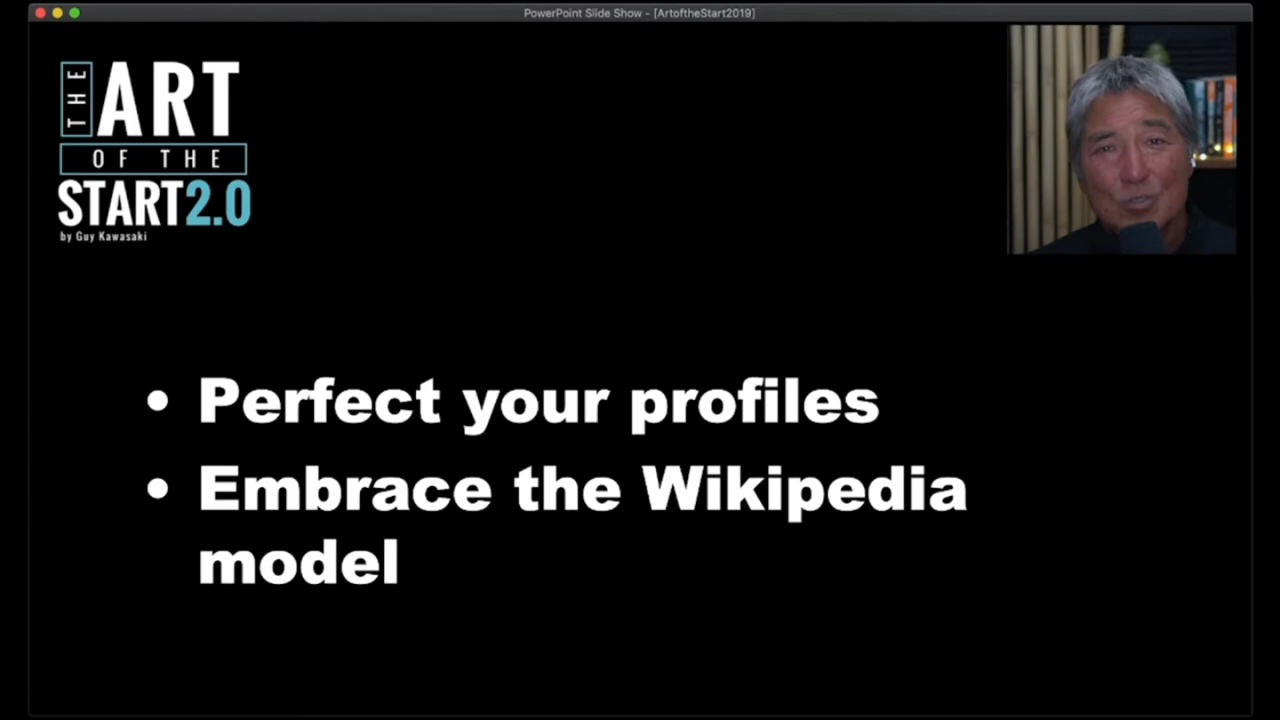 PowerPoint Slide Show - [ArtoftheStart2019]
THE
ART
OF THE
START2.0
by Guy Kawasaki
• Perfect your profiles
• Embrace the Wikipedia
model